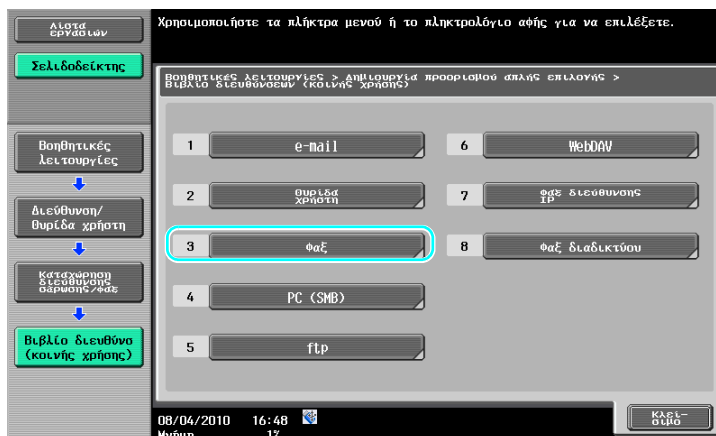 Λίστα
εργασιών
Χρησιμοποιήστε τα πλήκτρα μενού ή το πληκτρολόγιο αφής για να επιλέξετε.
Σελιδοδείκτης
Βοηθητικές λειτουργίες > Δημιουργία προορισμού απλής επιλογής >
Βιβλίο διευθύνσεων (κοινής χρήσης)
Βοηθητικές
λειτουργίες
Διεύθυνση/
Θυρίδα χρήστη
Καταχώρηση
διεύθυνσης
σάρωσης/φαξ
Βιβλίο διευθύνσ
(κοινής χρήσης)
1 e-mail
2 Θυρίδα
χρήστη
3 Φαξ
4 PC (SMB)
5 ftp
6 WebDAV
7 Φαξ διεύθυνσης
IP
8 Φαξ διαδικτύου
08/04/2010 16:48
Μνήμη 1%
Κλεί-
σιμο